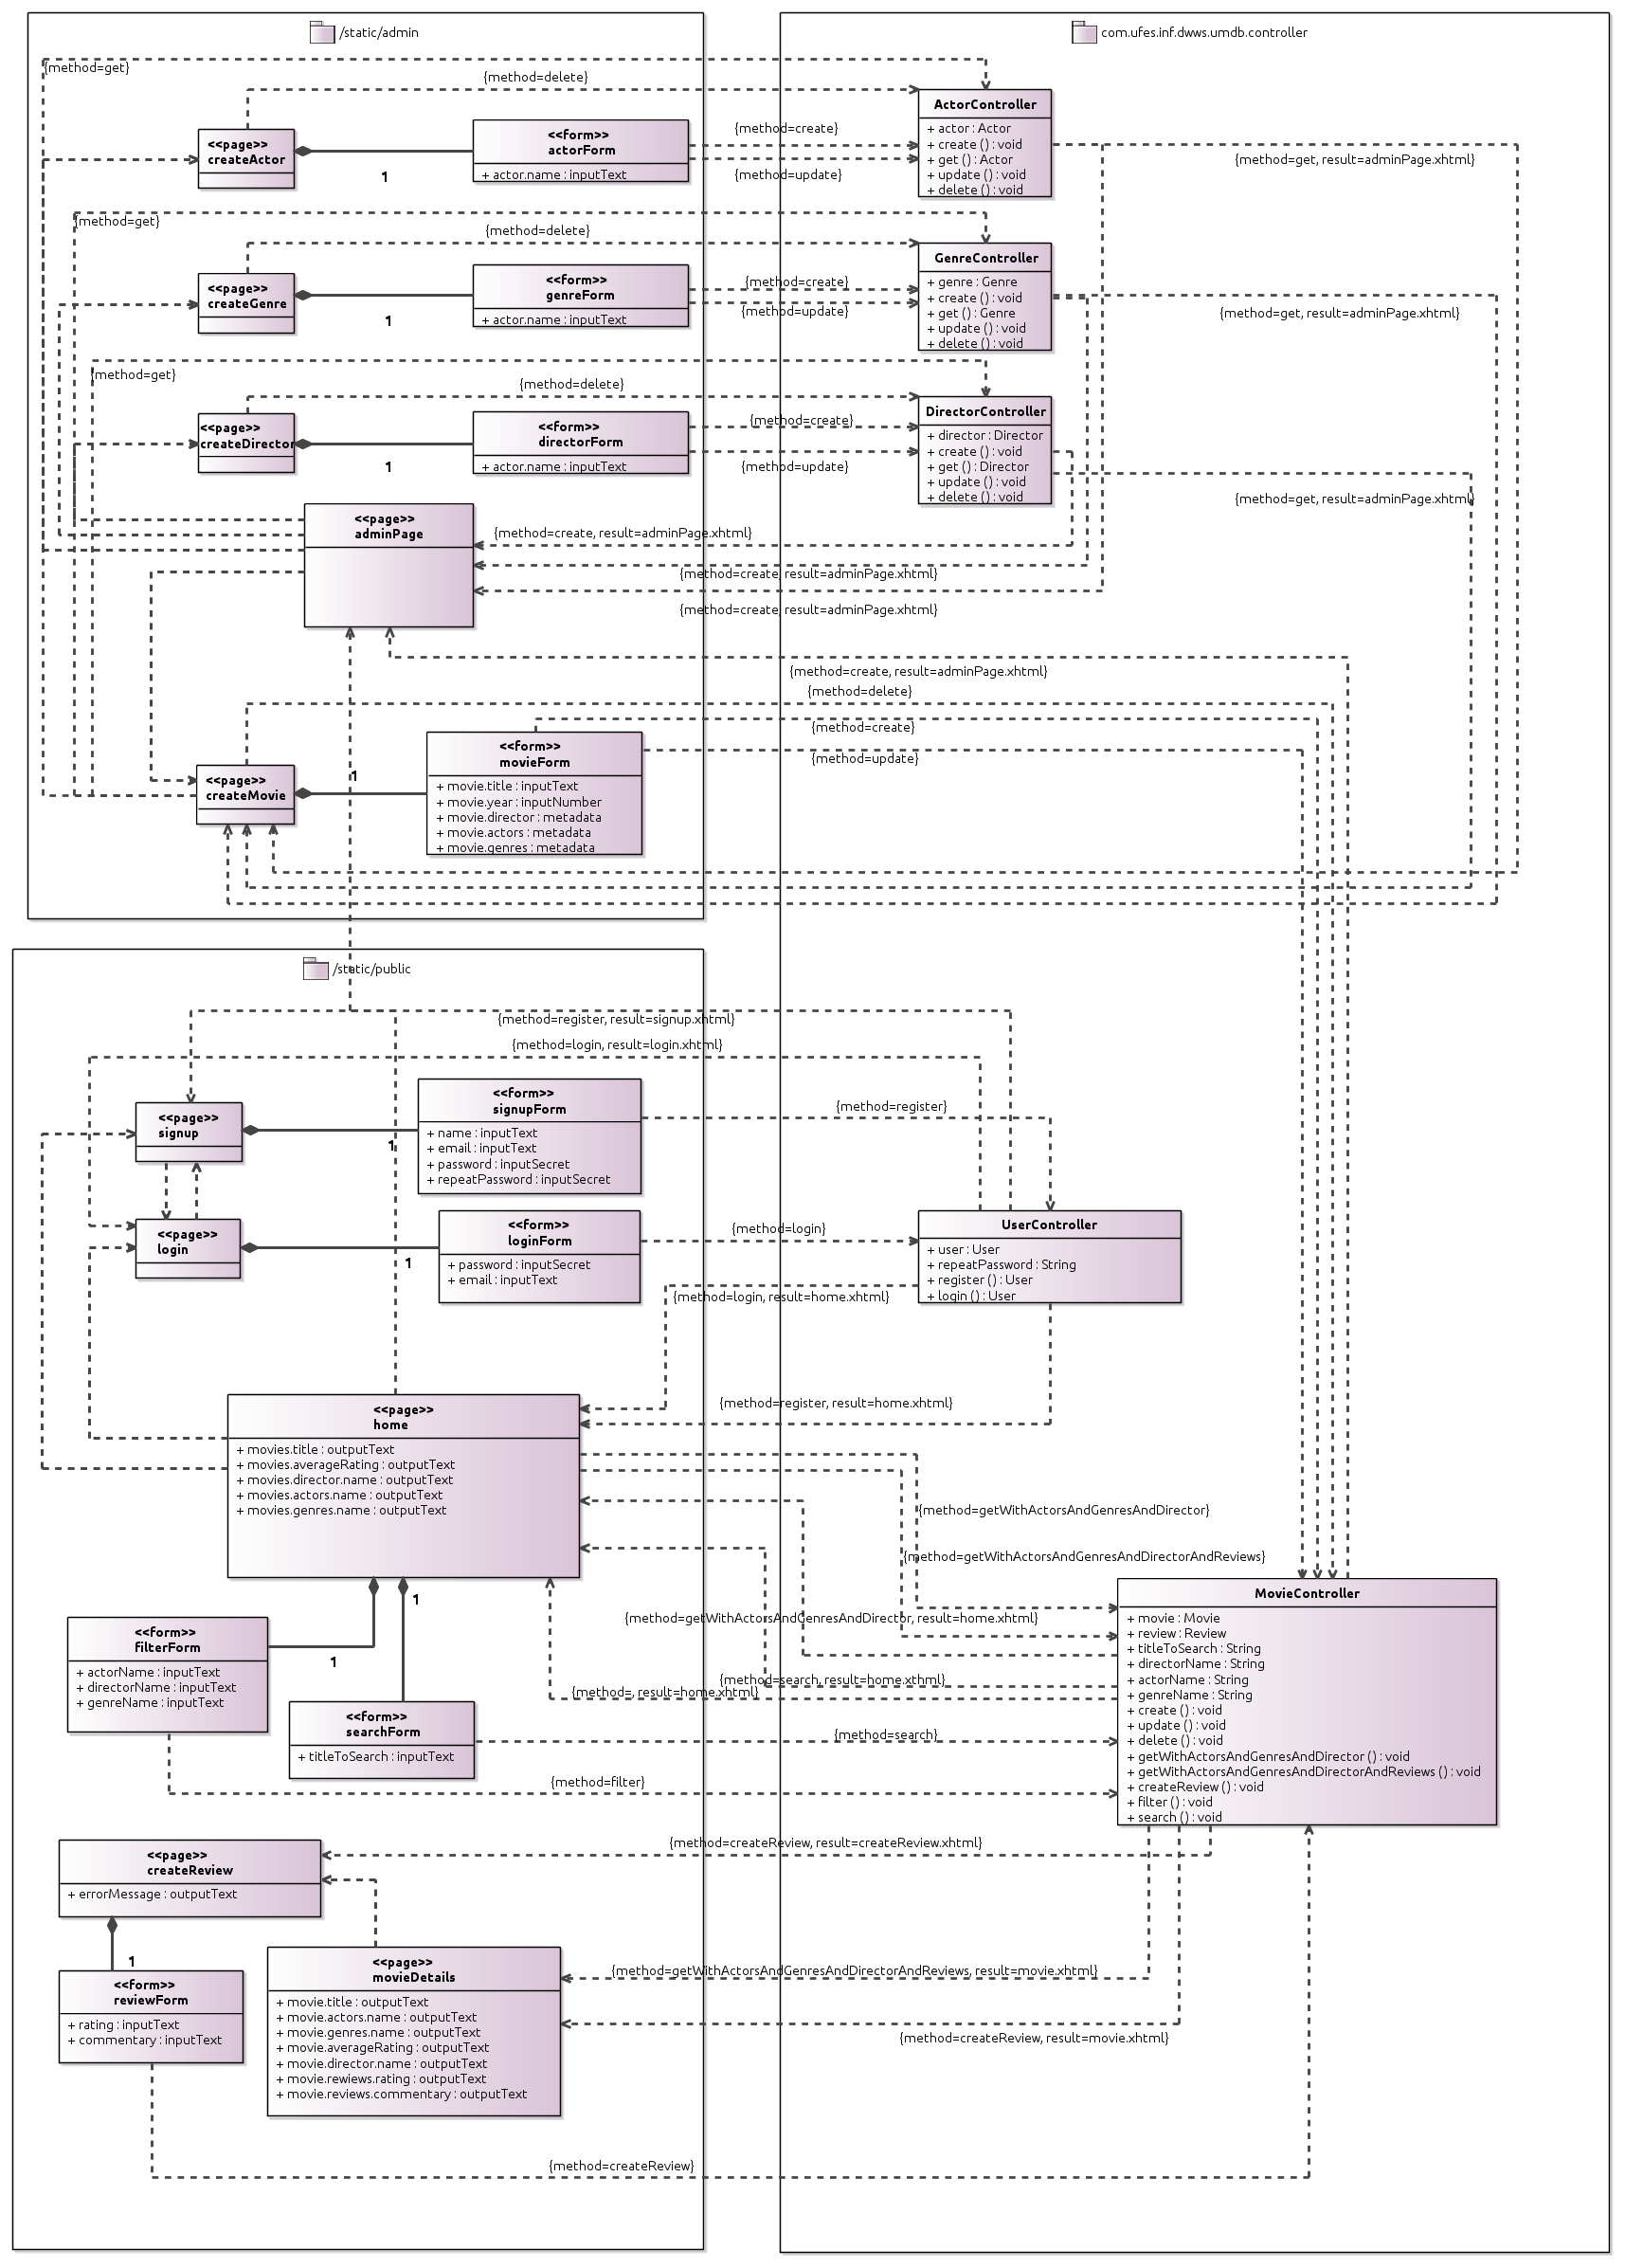 /static/admin
com.ufes.inf.dwws.umdb.controller
{method=get}
{method=delete}
ActorController
+ actor : Actor
+ create () : void
+ get () : Actor
+ update () : void
+ delete () : void
<<page>>
createActor
1
<<form>>
actorForm
+ actor.name : inputText
{method=create}
{method=update}
{method=get, result=adminPage.xhtml}
{method=get}
{method=delete}
GenreController
+ genre : Genre
+ create () : void
+ get () : Genre
+ update () : void
+ delete () : void
<<page>>
createGenre
1
<<form>>
genreForm
+ actor.name : inputText
{method=create}
{method=update}
{method=get, result=adminPage.xhtml}
{method=get}
{method=delete}
DirectorController
+ director : Director
+ create () : void
+ get () : Director
+ update () : void
+ delete () : void
<<page>>
createDirector
1
<<form>>
directorForm
+ actor.name : inputText
{method=create}
{method=update}
{method=get, result=adminPage.xhtml}
<<page>>
adminPage
{method=create, result=adminPage.xhtml}
{method=create, result=adminPage.xhtml}
{method=create, result=adminPage.xhtml}
{method=create, result=adminPage.xhtml}
{method=delete}
{method=create}
{method=update}
<<page>>
createMovie
1
<<form>>
movieForm
+ movie.title : inputText
+ movie.year : inputNumber
+ movie.director : metadata
+ movie.actors : metadata
+ movie.genres : metadata
/static/public
{method=register, result=signup.xhtml}
{method=login, result=login.xhtml}
<<page>>
signup
1
<<form>>
signupForm
+ name : inputText
+ email : inputText
+ password : inputSecret
+ repeatPassword : inputSecret
{method=register}
<<page>>
login
1
<<form>>
loginForm
+ password : inputSecret
+ email : inputText
{method=login}
UserController
+ user : User
+ repeatPassword : String
+ register () : User
+ login () : User
{method=login, result=home.xhtml}
{method=register, result=home.xhtml}
<<page>>
home
+ movies.title : outputText
+ movies.averageRating : outputText
+ movies.director.name : outputText
+ movies.actors.name : outputText
+ movies.genres.name : outputText
{method=getWithActorsAndGenresAndDirector}
{method=getWithActorsAndGenresAndDirectorAndReviews}
{method=getWithActorsAndGenresAndDirector, result=home.xhtml}
{method=search, result=home.xthml}
{method=, result=home.xhtml}
MovieController
+ movie : Movie
+ review : Review
+ titleToSearch : String
+ directorName : String
+ actorName : String
+ genreName : String
+ create () : void
+ update () : void
+ delete () : void
+ getWithActorsAndGenresAndDirector () : void
+ getWithActorsAndGenresAndDirectorAndReviews () : void
+ createReview () : void
+ filter () : void
+ search () : void
1
<<form>>
filterForm
+ actorName : inputText
+ directorName : inputText
+ genreName : inputText
1
<<form>>
searchForm
+ titleToSearch : inputText
{method=search}
{method=filter}
{method=createReview, result=createReview.xhtml}
<<page>>
createReview
+ errorMessage : outputText
1
<<form>>
reviewForm
+ rating : inputText
+ commentary : inputText
<<page>>
movieDetails
+ movie.title : outputText
+ movie.actors.name : outputText
+ movie.genres.name : outputText
+ movie.averageRating : outputText
+ movie.director.name : outputText
+ movie.rewiews.rating : outputText
+ movie.reviews.commentary : outputText
{method=getWithActorsAndGenresAndDirectorAndReviews, result=movie.xhtml}
{method=createReview, result=movie.xhtml}
{method=createReview}